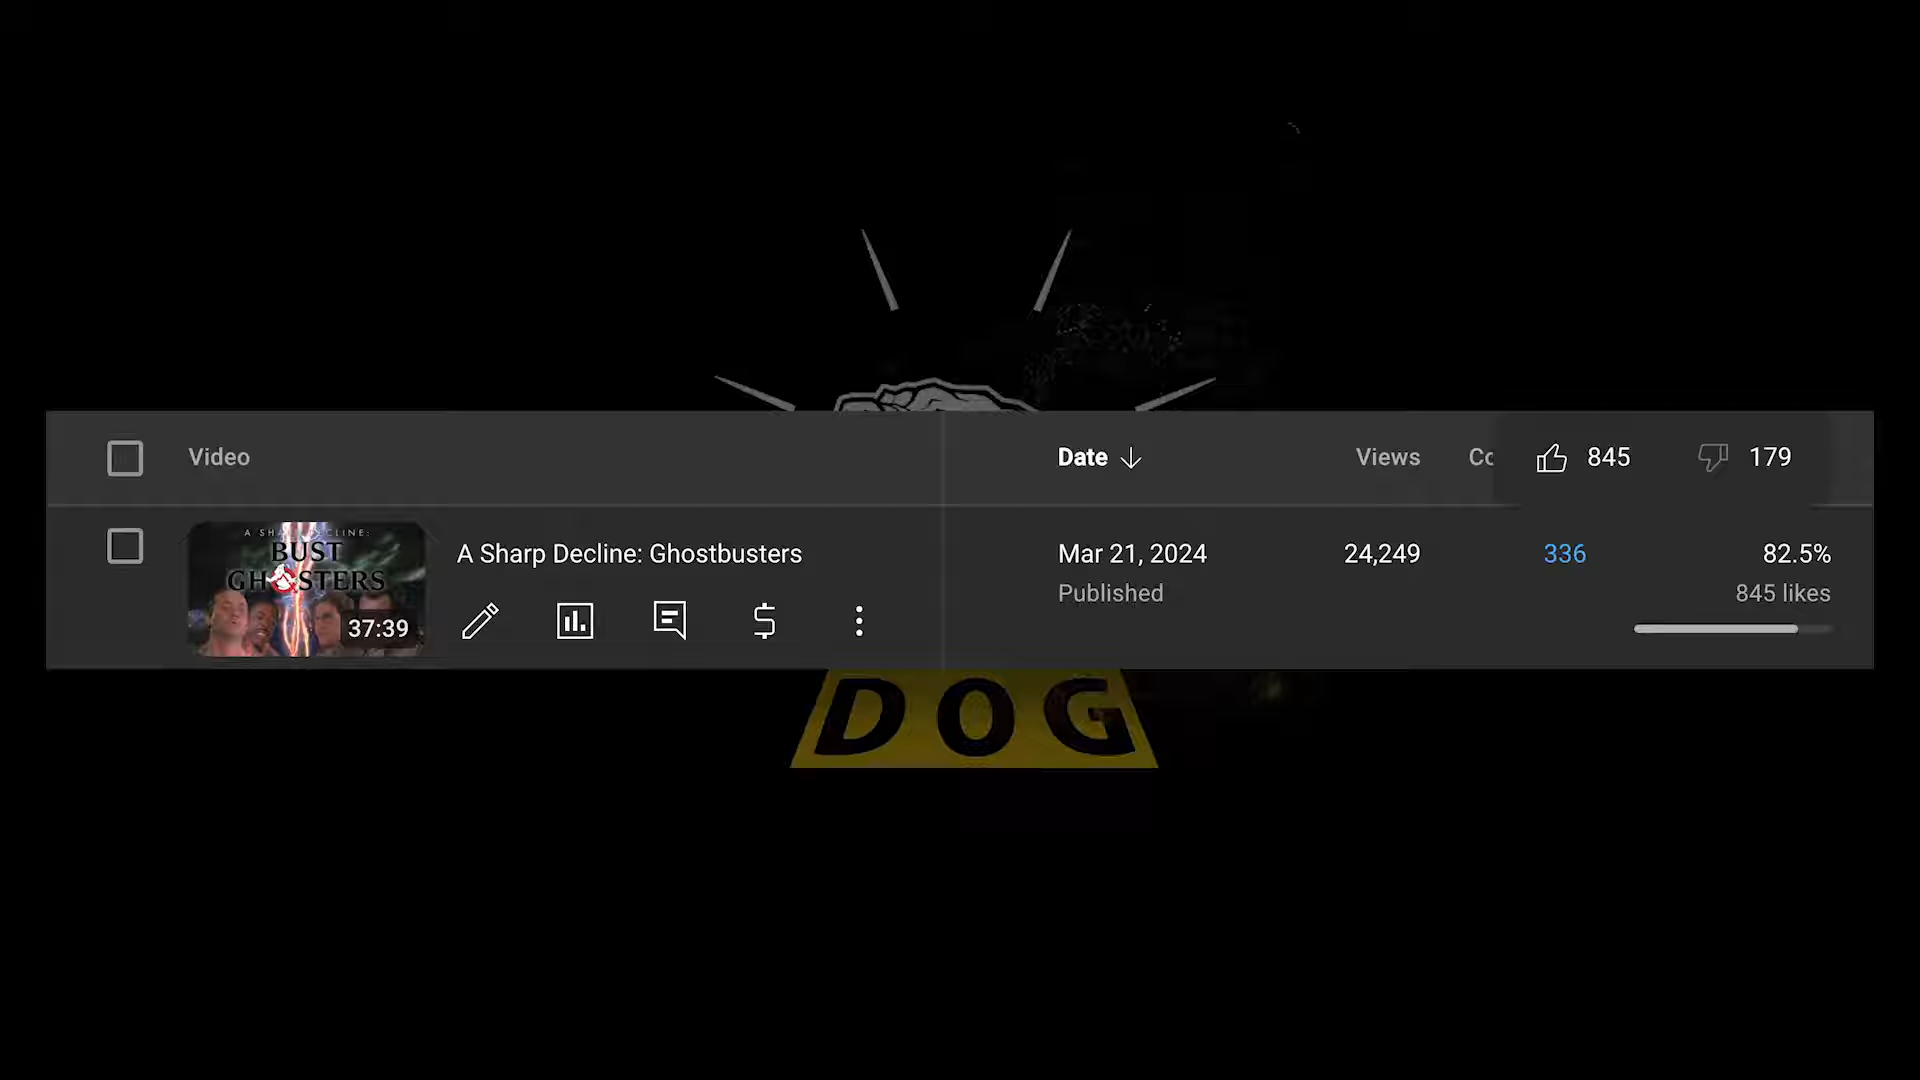 Video
Date
Views
Co
845
179
A SHARP DECLINE:
BUST
GHOSTERS
37:39
A Sharp Decline: Ghostbusters
Mar 21, 2024
Published
24,249
336
82.5%
845 likes
DOG